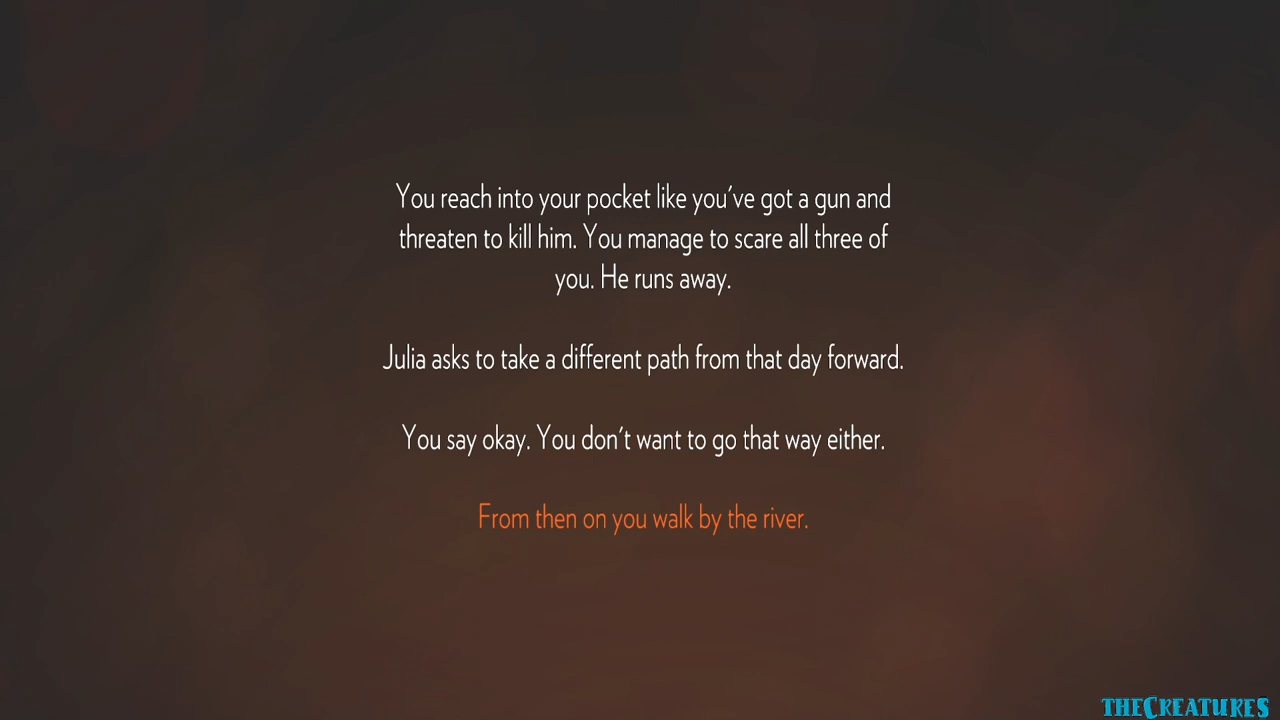 You reach into your pocket like you've got a gun and
threaten to kill him. You manage to scare all three of
you. He runs away.
Julia asks to take a different path from that day forward.
You say okay. You don't want to go that way either.
From then on you walk by the river.
THECREATURES